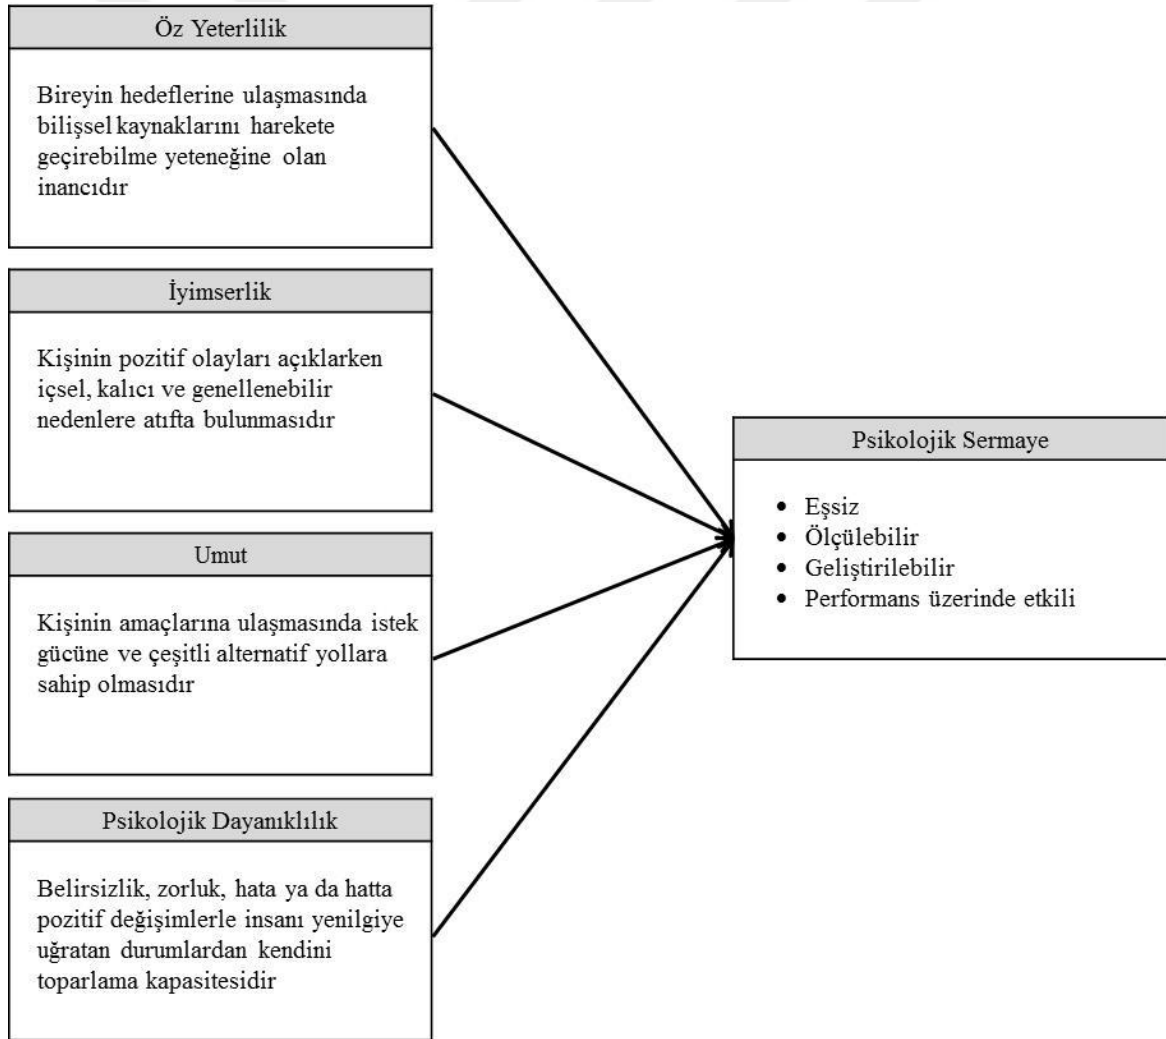 Öz Yeterlilik
Bireyin hedeflerine ulaşmasında
bilişsel kaynaklarını harekete
geçirebilme yeteneğine olan
inancıdır
İyimserlik
Kişinin pozitif olayları açıklarken
içsel, kalıcı ve genellenebilir
nedenlere atıfta bulunmasıdır
Umut
Kişinin amaçlarına ulaşmasında istek
gücüne ve çeşitli alternatif yollara
sahip olmasıdır
Psikolojik Dayanıklılık
Belirsizlik, zorluk, hata ya da hatta
pozitif değişimlerle insanı yenilgiye
uğratan durumlardan kendini
toparlama kapasitesidir
Psikolojik Sermaye
• Eşsiz
• Ölçülebilir
• Geliştirilebilir
• Performans üzerinde etkili